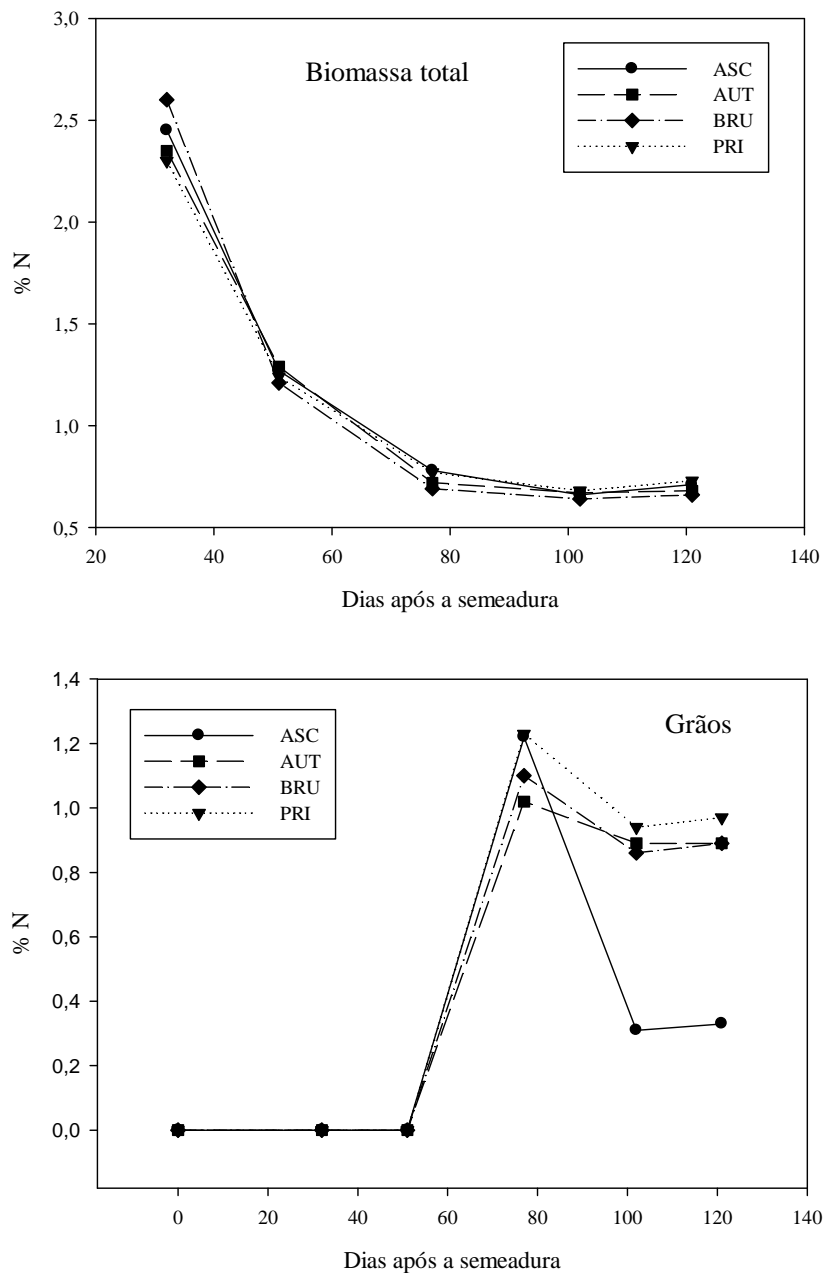 3,0
Biomassa total
ASC
AUT
BRU
PRI
2,5
2,0
% N
1,5
1,0
0,5
20 40 60 80 100 120 140
Dias após a semeadura
1,4
ASC
AUT
BRU
PRI
Grãos
1,2
1,0
0,8
% N
0,6
0,4
0,2
0,0
0 20 40 60 80 100 120 140
Dias após a semeadura